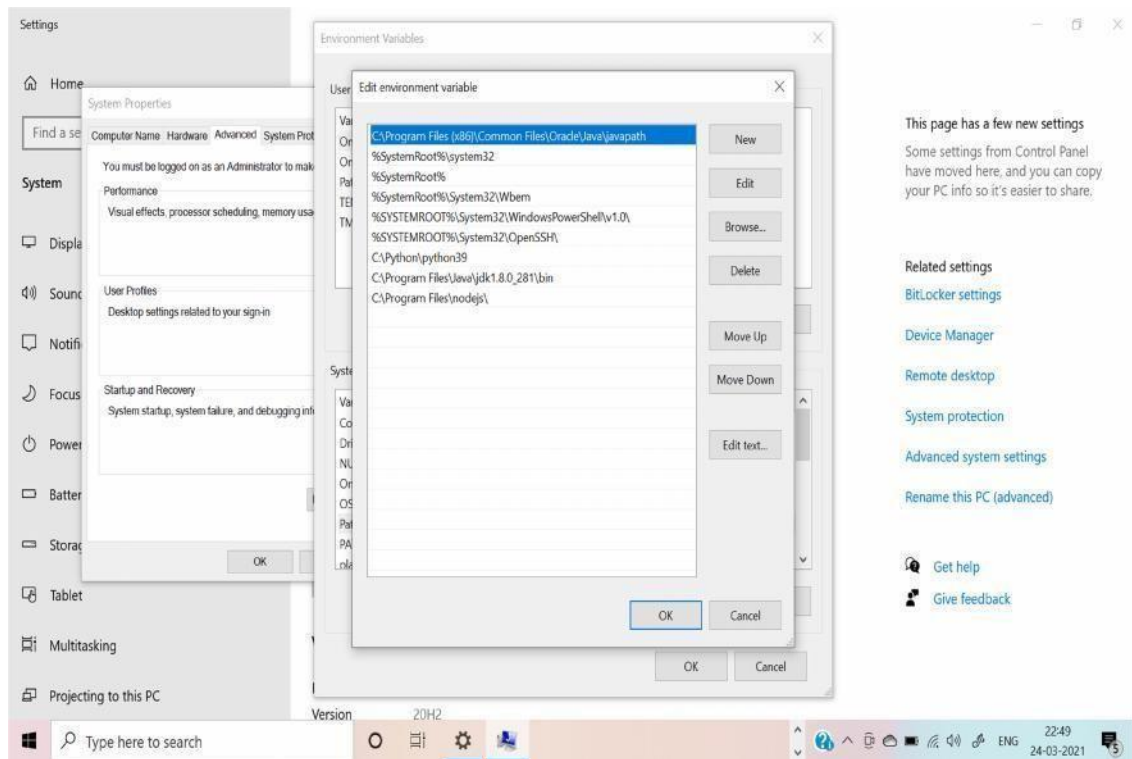 Settings
Home
Find a se
System
Displa
Sound
Notifi
Focus
Power
Batter
Storag
Tablet
Multitasking
Projecting to this PC
System Properties
Computer Name Hardware Advanced System Prot
You must be logged on as an Administrator to mak
Performance
Visual effects, processor scheduling, memory usa
User Profiles
Desktop settings related to your sign-in
Startup and Recovery
System startup, system failure, and debugging inf
OK
Environment Variables
User
Va
On
On
Pat
TE
TM
Syste
Va
Co
Dri
NU
On
OS
Pat
PA
pla
OK
Cancel
Edit environment variable
C:\Program Files (x86)\Common Files\Oracle\Java\javapath
%SystemRoot%\system32
%SystemRoot%
%SystemRoot%\System32\Wbem
%SYSTEMROOT%\System32\WindowsPowerShell\v1.0\
%SYSTEMROOT%\System32\OpenSSH\
C:\Python\python39
C:\Program Files\Java\jdk1.8.0_281\bin
C:\Program Files\nodejs\
New
Edit
Browse...
Delete
Move Up
Move Down
Edit text...
OK
Cancel
Version 20H2
This page has a few new settings
Some settings from Control Panel
have moved here, and you can copy
your PC info so it's easier to share.
Related settings
BitLocker settings
Device Manager
Remote desktop
System protection
Advanced system settings
Rename this PC (advanced)
Get help
Give feedback
Type here to search
ENG
22:49
24-03-2021
5